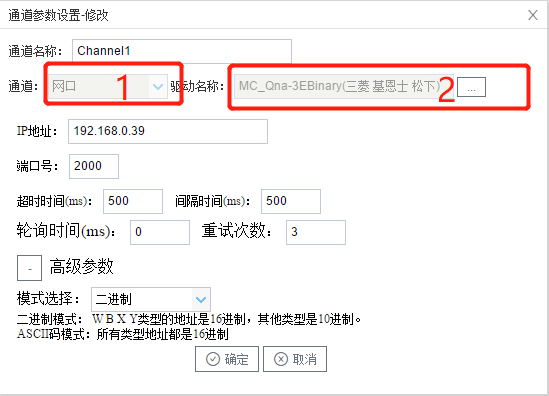 通道参数设置-修改
通道名称: Channel1
通道: 网口 1 驱动名称: MC_Qna-3EBinary(三菱 基恩士 松下) 2 ...
IP地址: 192.168.0.39
端口号: 2000
超时时间(ms): 500 间隔时间(ms): 500
轮询时间(ms): 0 重试次数: 3
- 高级参数
模式选择: 二进制
二进制模式: W B X Y类型的地址是16进制，其他类型是10进制。
ASCII码模式: 所有类型地址都是16进制
确定 取消